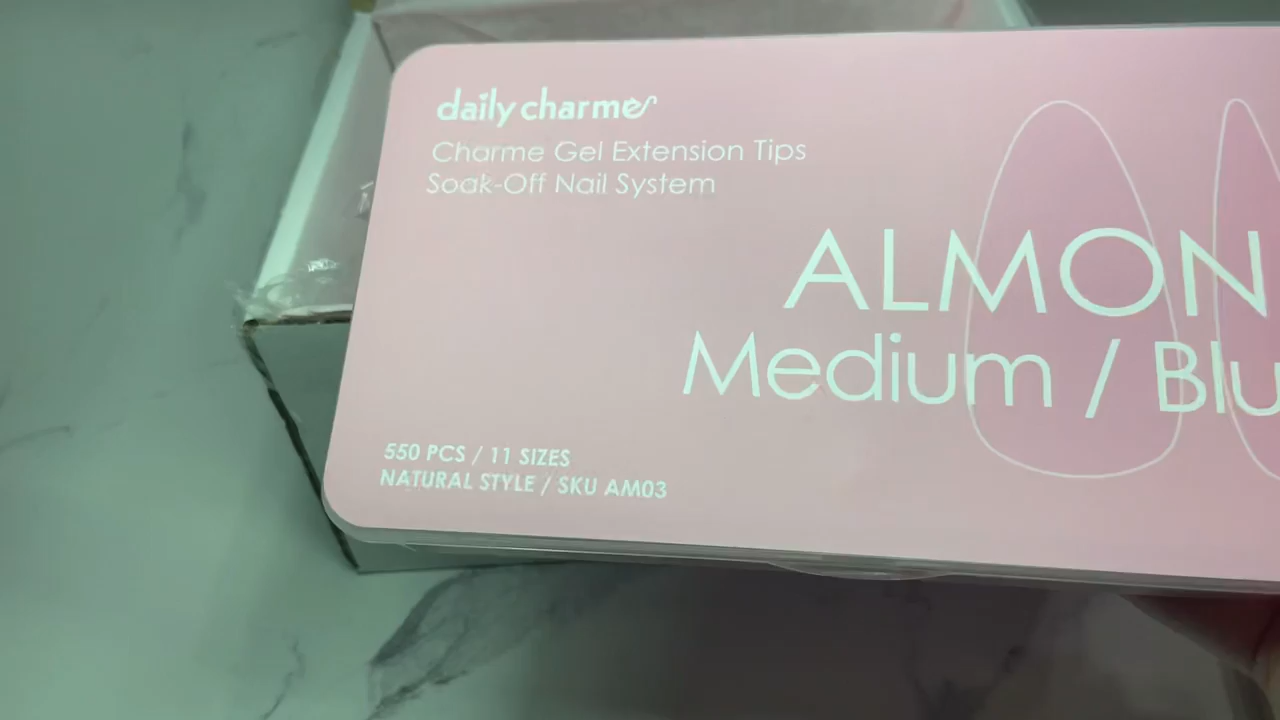 daily charme
Charme Gel Extension Tips
Soak-Off Nail System
ALMON
Medium / Blu
550 PCS / 11 SIZES
NATURAL STYLE / SKU AM03